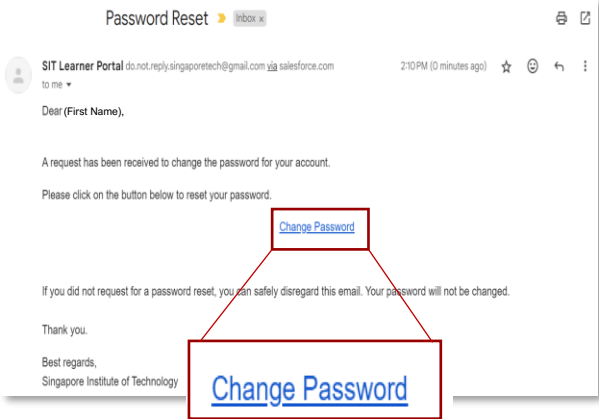 Password Reset Inbox x
SIT Learner Portal do.not.reply.singaporetech@gmail.com via salesforce.com 2:10 PM (0 minutes ago)
to me
Dear (First Name),
A request has been received to change the password for your account.
Please click on the button below to reset your password.
Change Password
If you did not request for a password reset, you can safely disregard this email. Your password will not be changed.
Thank you.
Best regards,
Singapore Institute of Technology
Change Password